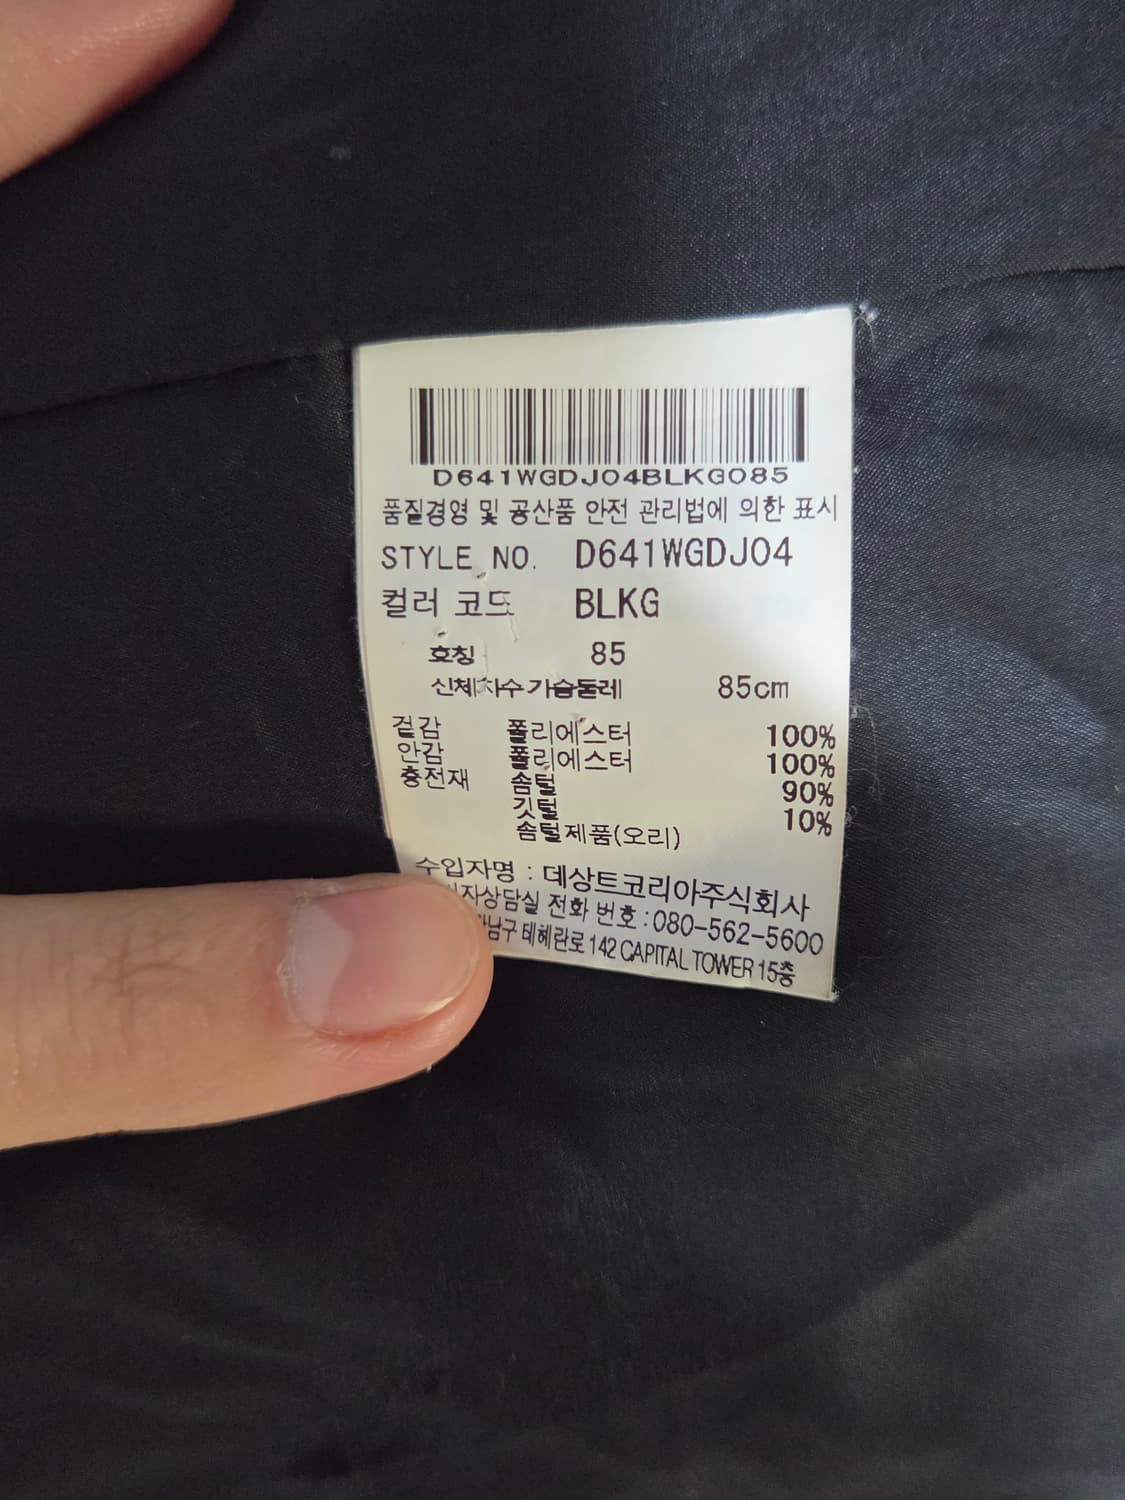 D641WGDJ04BLKG085
품질경영 및 공산품 안전 관리법에 의한 표시
STYLE NO. D641WGDJ04
컬러 코드 BLKG
호칭 85
신체치수 가슴둘레 85cm
겉감 폴리에스터 100%
안감 폴리에스터 100%
충전재 솜털 90%
깃털 10%
솜털제품(오리)
수입자명 : 데상트코리아주식회사
전화 번호 : 080-562-5600
테헤란로 142 CAPITAL TOWER 15층